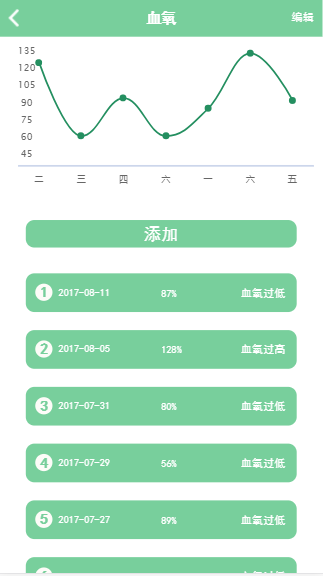 血氧 编辑
135
120
105
90
75
60
45
二 三 四 六 一 六 五
添加
1 2017-08-11 87% 血氧过低
2 2017-08-05 128% 血氧过高
3 2017-07-31 80% 血氧过低
4 2017-07-29 56% 血氧过低
5 2017-07-27 89% 血氧过低